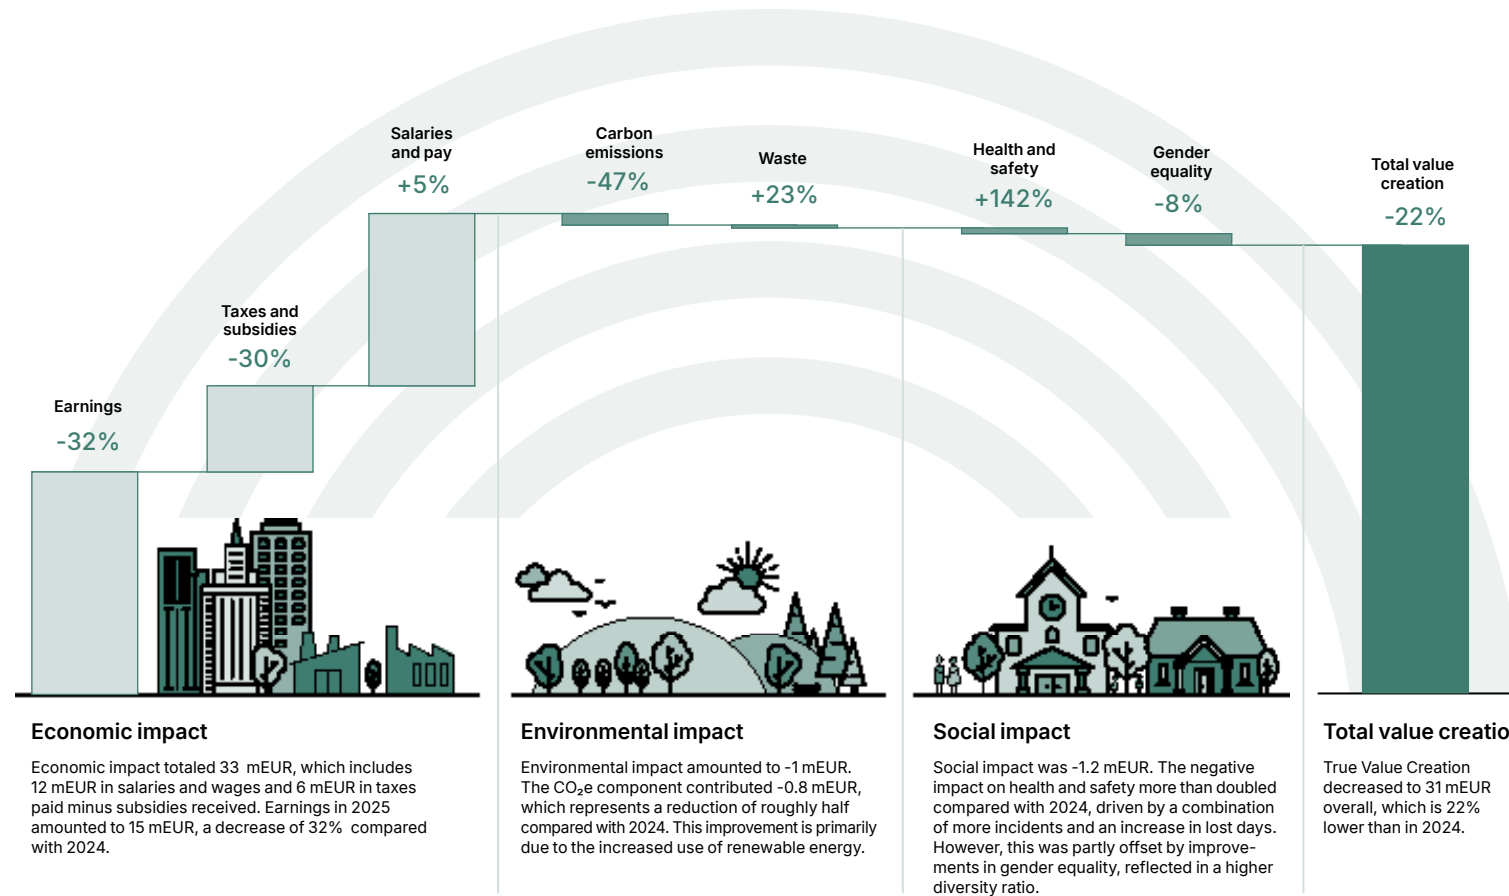 Earnings
-32%
Taxes and
subsidies
-30%
Salaries
and pay
+5%
Carbon
emissions
-47%
Waste
+23%
Health and
safety
+142%
Gender
equality
-8%
Total value
creation
-22%
Economic impact
Economic impact totaled 33 mEUR, which includes
12 mEUR in salaries and wages and 6 mEUR in taxes
paid minus subsidies received. Earnings in 2025
amounted to 15 mEUR, a decrease of 32% compared
with 2024.
Environmental impact
Environmental impact amounted to -1 mEUR.
The CO₂e component contributed -0.8 mEUR,
which represents a reduction of roughly half
compared with 2024. This improvement is primarily
due to the increased use of renewable energy.
Social impact
Social impact was -1.2 mEUR. The negative
impact on health and safety more than doubled
compared with 2024, driven by a combination
of more incidents and an increase in lost days.
However, this was partly offset by improve-
ments in gender equality, reflected in a higher
diversity ratio.
Total value creatio
True Value Creation
decreased to 31 mEUR
overall, which is 22%
lower than in 2024.